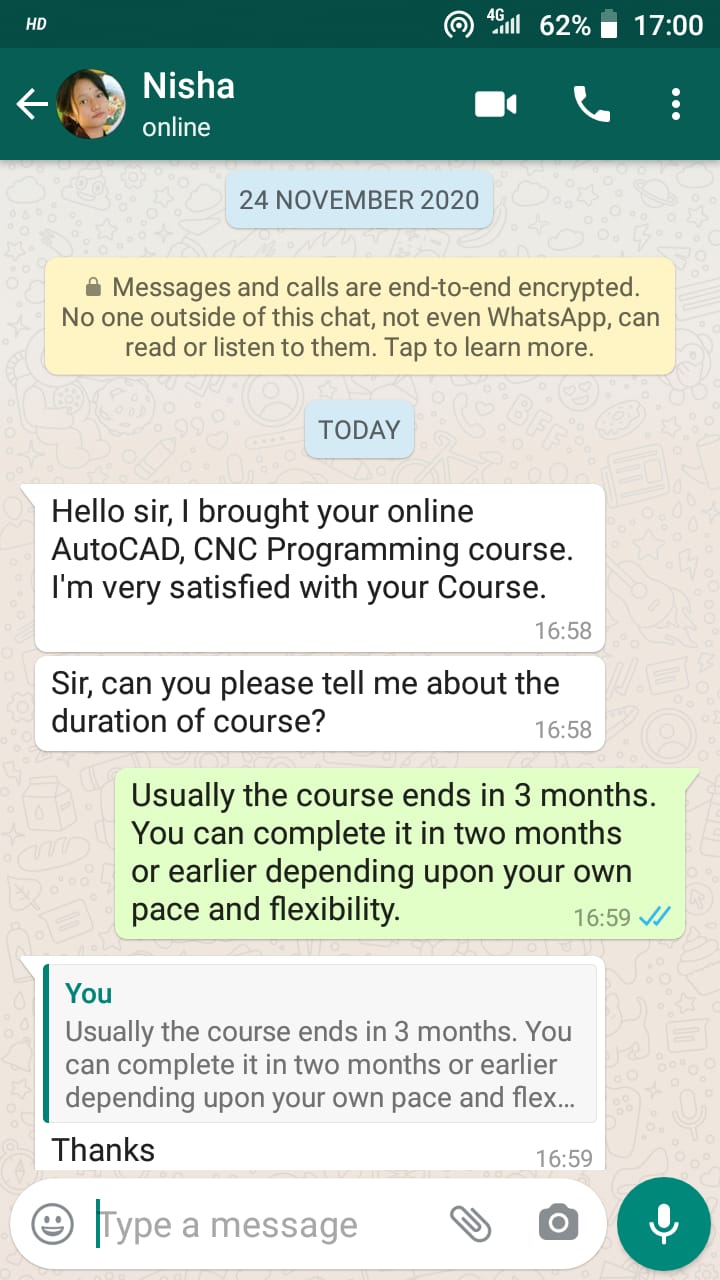 HD
4G 62% 17:00
Nisha
online
24 NOVEMBER 2020
Messages and calls are end-to-end encrypted.
No one outside of this chat, not even WhatsApp, can
read or listen to them. Tap to learn more.
TODAY
Hello sir, I brought your online
AutoCAD, CNC Programming course.
I'm very satisfied with your Course.
16:58
Sir, can you please tell me about the
duration of course?
16:58
Usually the course ends in 3 months.
You can complete it in two months
or earlier depending upon your own
pace and flexibility.
16:59
You
Usually the course ends in 3 months. You
can complete it in two months or earlier
depending upon your own pace and flex...
Thanks
16:59
Type a message